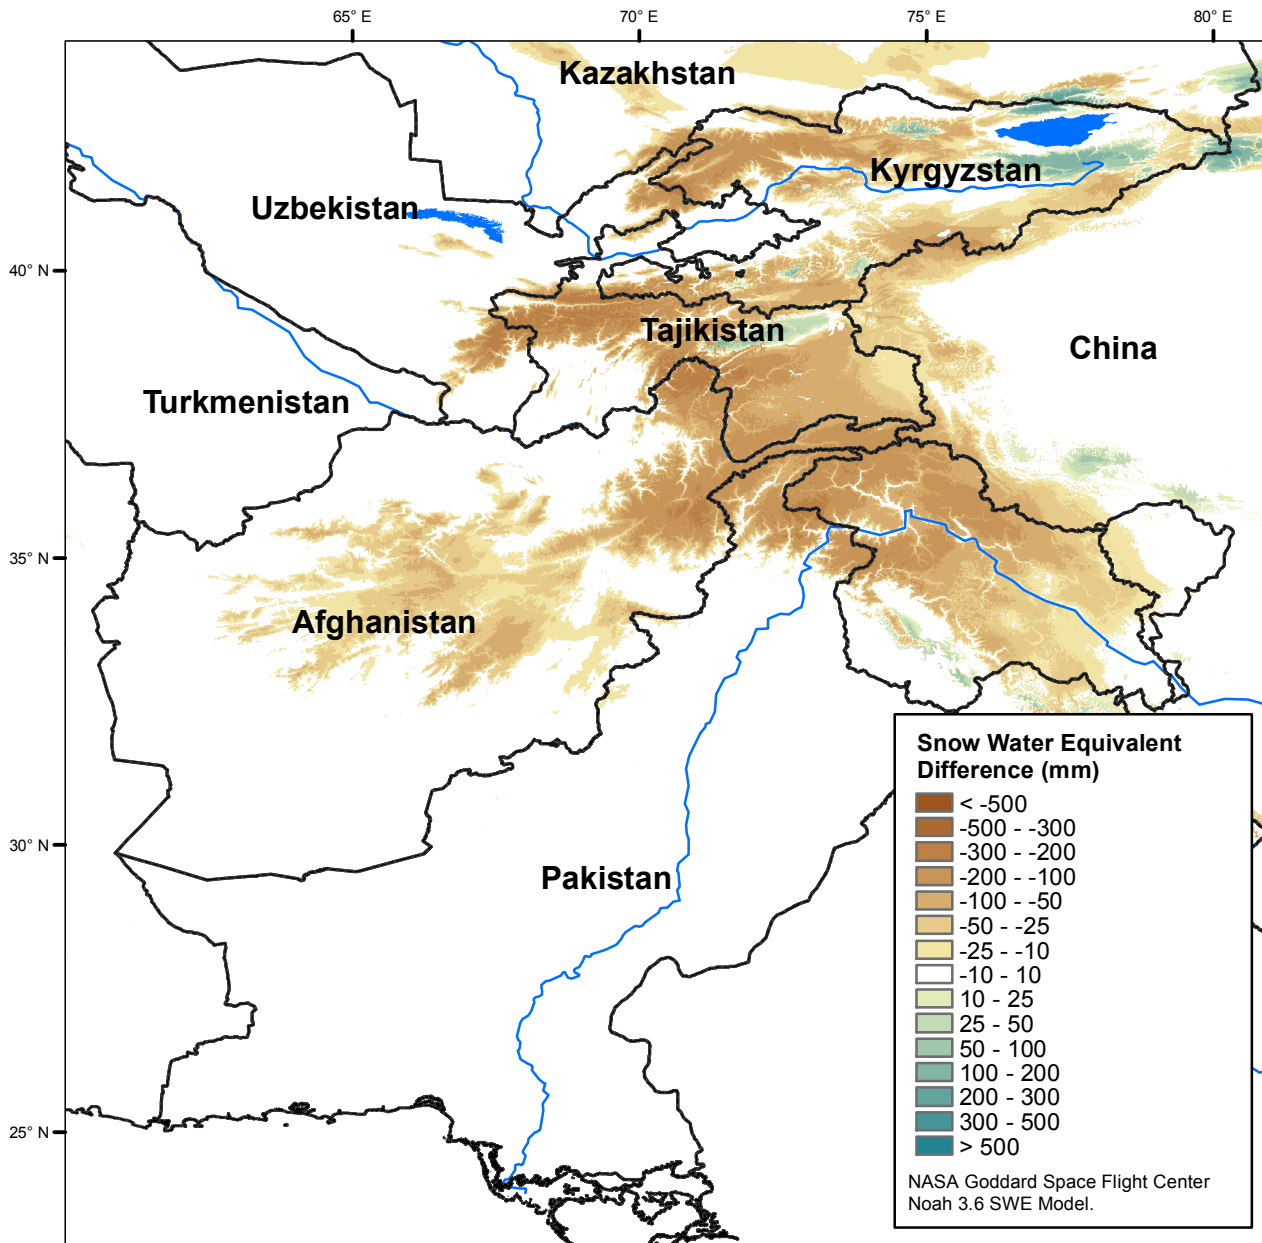 65° E
70° E
75° E
80° E
Kazakhstan
Kyrgyzstan
Uzbekistan
40° N
Tajikistan
China
Turkmenistan
35° N
Afghanistan
Snow Water Equivalent
Difference (mm)
< -500
-500 - -300
-300 - -200
-200 - -100
-100 - -50
-50 - -25
-25 - -10
-10 - 10
10 - 25
25 - 50
50 - 100
100 - 200
200 - 300
300 - 500
> 500
30° N
Pakistan
25° N
NASA Goddard Space Flight Center
Noah 3.6 SWE Model.